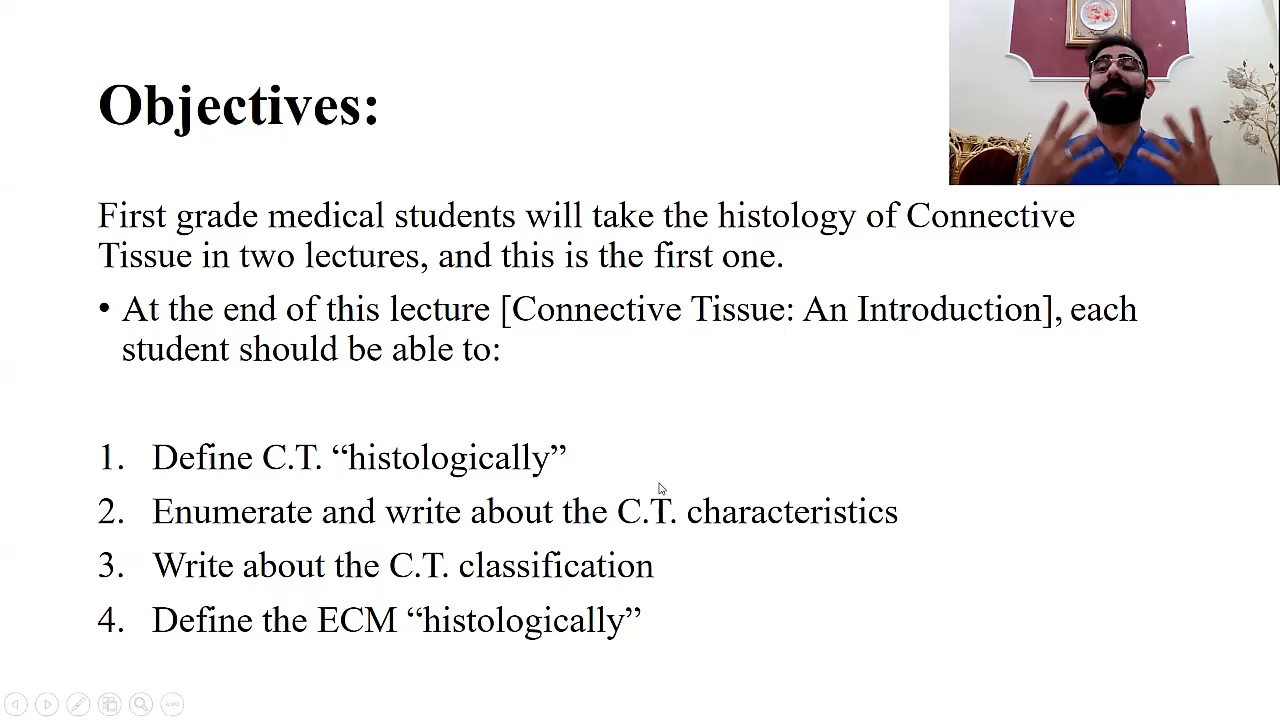 Objectives:
First grade medical students will take the histology of Connective
Tissue in two lectures, and this is the first one.
• At the end of this lecture [Connective Tissue: An Introduction], each
student should be able to:
1. Define C.T. “histologically”
2. Enumerate and write about the C.T. characteristics
3. Write about the C.T. classification
4. Define the ECM “histologically”